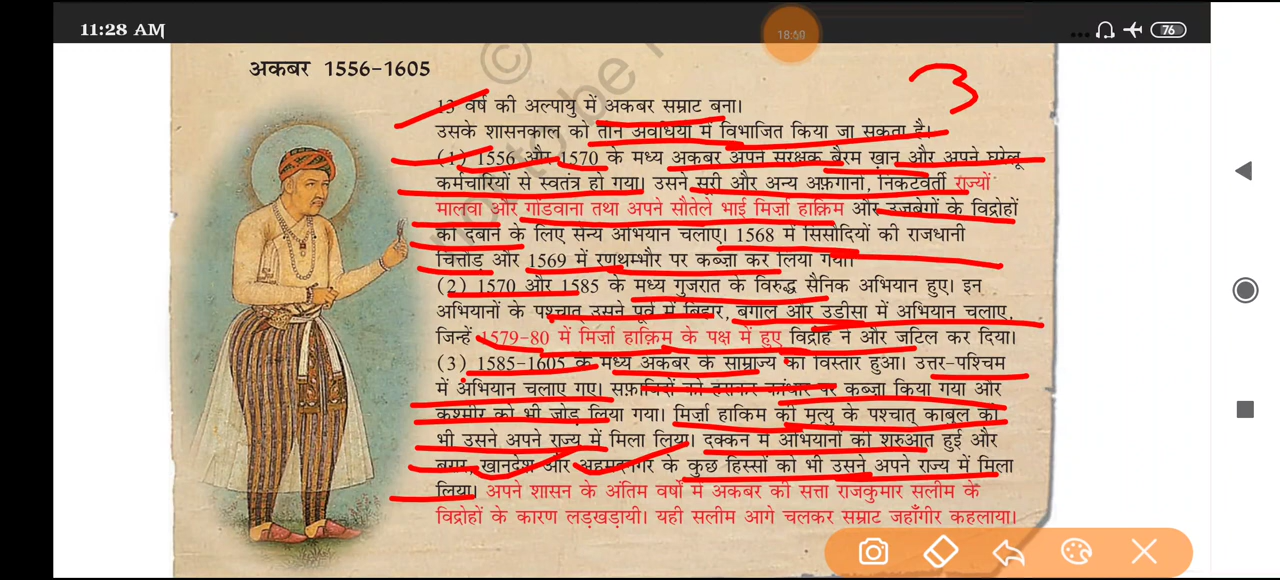 11:28 AM
18:60
76
अकबर 1556-1605
3
13 वर्ष की अल्पायु में अकबर सम्राट बना।
उसके शासनकाल को तीन अवधियों में विभाजित किया जा सकता है।
(1) 1556 और 1570 के मध्य अकबर अपने संरक्षक बैरम ख़ान और अपने घरेलू
कर्मचारियों से स्वतंत्र हो गया। उसने सूरी और अन्य अफ़गानों, निकटवर्ती राज्यों
मालवा और गोंडवाना तथा अपने सौतेले भाई मिर्ज़ा हाक़िम और उज़बेगों के विद्रोहों
को दबाने के लिए सैन्य अभियान चलाए। 1568 में सिसौदियों की राजधानी
चित्तौड़ और 1569 में रणथम्भौर पर कब्ज़ा कर लिया गया।
(2) 1570 और 1585 के मध्य गुजरात के विरुद्ध सैनिक अभियान हुए। इन
अभियानों के पश्चात् उसने पूर्व में बिहार, बंगाल और उड़ीसा में अभियान चलाए,
जिन्हें 1579-80 में मिर्ज़ा हाक़िम के पक्ष में हुए विद्रोह ने और जटिल कर दिया।
(3) 1585-1605 के मध्य अकबर के साम्राज्य का विस्तार हुआ। उत्तर-पश्चिम
में अभियान चलाए गए। सफ़ाविदों को हराकर कांधार पर कब्ज़ा किया गया और
कश्मीर को भी जोड़ लिया गया। मिर्ज़ा हाकिम की मृत्यु के पश्चात् काबुल को
भी उसने अपने राज्य में मिला लिया। दक्कन में अभियानों की शुरुआत हुई और
बरार, खानदेश और अहमदनगर के कुछ हिस्सों को भी उसने अपने राज्य में मिला
लिया। अपने शासन के अंतिम वर्षों में अकबर की सत्ता राजकुमार सलीम के
विद्रोहों के कारण लड़खड़ायी। यही सलीम आगे चलकर सम्राट जहाँगीर कहलाया।